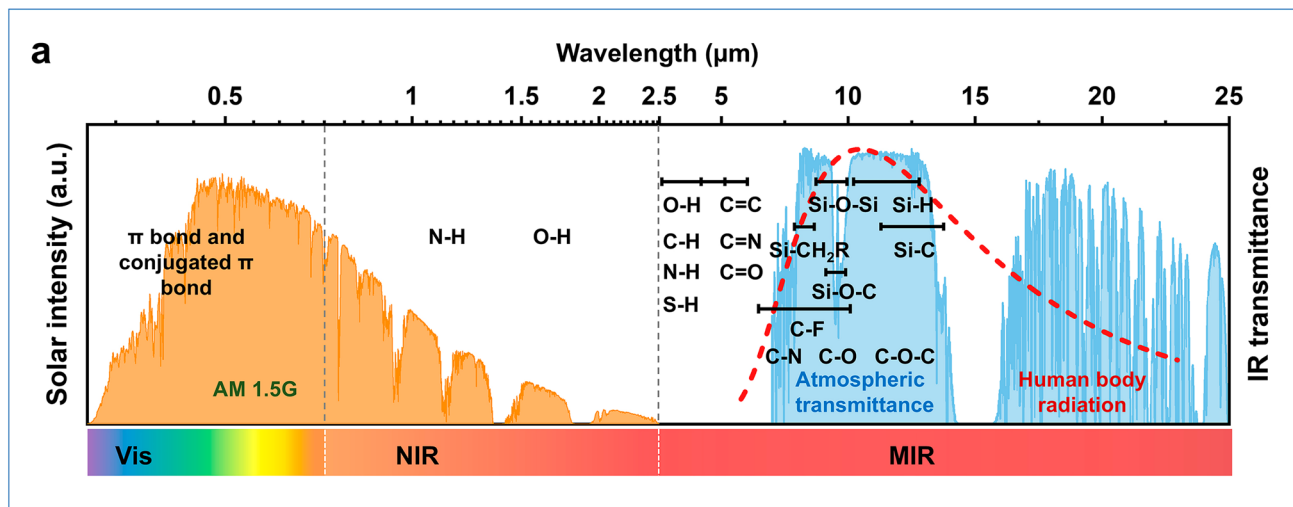 a
Wavelength (μm)
0.5 1 1.5 2 2.5 5 10 15 20 25
Solar intensity (a.u.)
IR transmittance
π bond and
conjugated π
bond
N-H O-H
O-H C=C
C-H C=N
N-H C=O
S-H
Si-O-Si Si-H
Si-CH₂R Si-C
Si-O-C
C-F
C-N C-O C-O-C
AM 1.5G
Atmospheric
transmittance
Human body
radiation
Vis NIR MIR